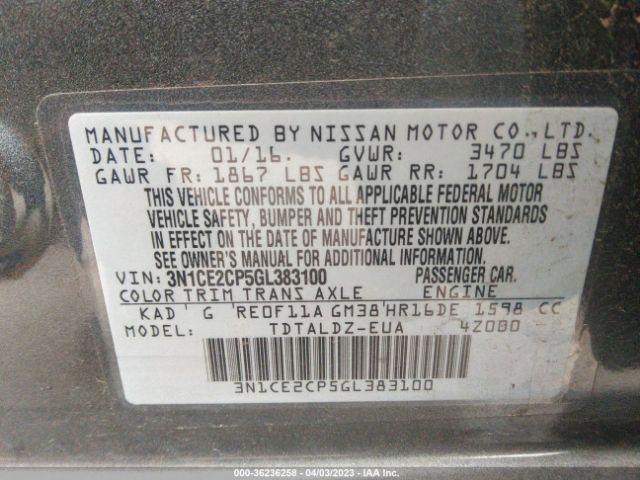 MANUFACTURED BY NISSAN MOTOR CO.,LTD.
DATE: 01/16. GVWR: 3470 LBS
GAWR FR: 1867 LBS GAWR RR: 1704 LBS
THIS VEHICLE CONFORMS TO ALL APPLICABLE FEDERAL MOTOR
VEHICLE SAFETY, BUMPER AND THEFT PREVENTION STANDARDS
IN EFFECT ON THE DATE OF MANUFACTURE SHOWN ABOVE.
SEE OWNER'S MANUAL FOR ADDITIONAL INFORMATION.
VIN: 3N1CE2CP5GL383100 PASSENGER CAR.
COLOR TRIM TRANS AXLE ENGINE
KAD G RE0F11A GM38 HR16DE 1598 CC
MODEL: TDTALDZ-EUA 4Z000
3N1CE2CP5GL383100
000-36236258 - 04/03/2023 - IAA Inc.